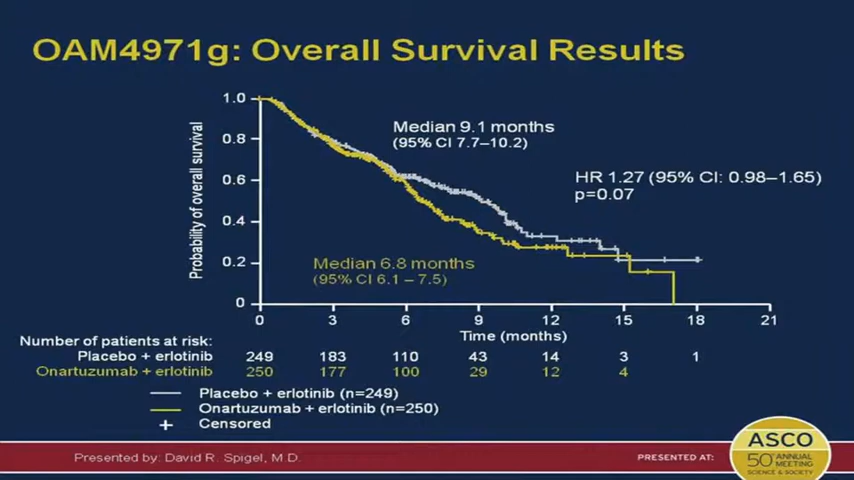 OAM4971g: Overall Survival Results
Probability of overall survival
1.0
0.8
0.6
0.4
0.2
0
Median 9.1 months
(95% CI 7.7–10.2)
HR 1.27 (95% CI: 0.98–1.65)
p=0.07
Median 6.8 months
(95% CI 6.1 – 7.5)
0 3 6 9 12 15 18 21
Time (months)
Number of patients at risk:
Placebo + erlotinib 249 183 110 43 14 3 1
Onartuzumab + erlotinib 250 177 100 29 12 4
Placebo + erlotinib (n=249)
Onartuzumab + erlotinib (n=250)
+ Censored
Presented by: David R. Spigel, M.D.
PRESENTED AT:
ASCO
50th ANNUAL
MEETING
SCIENCE & SOCIETY